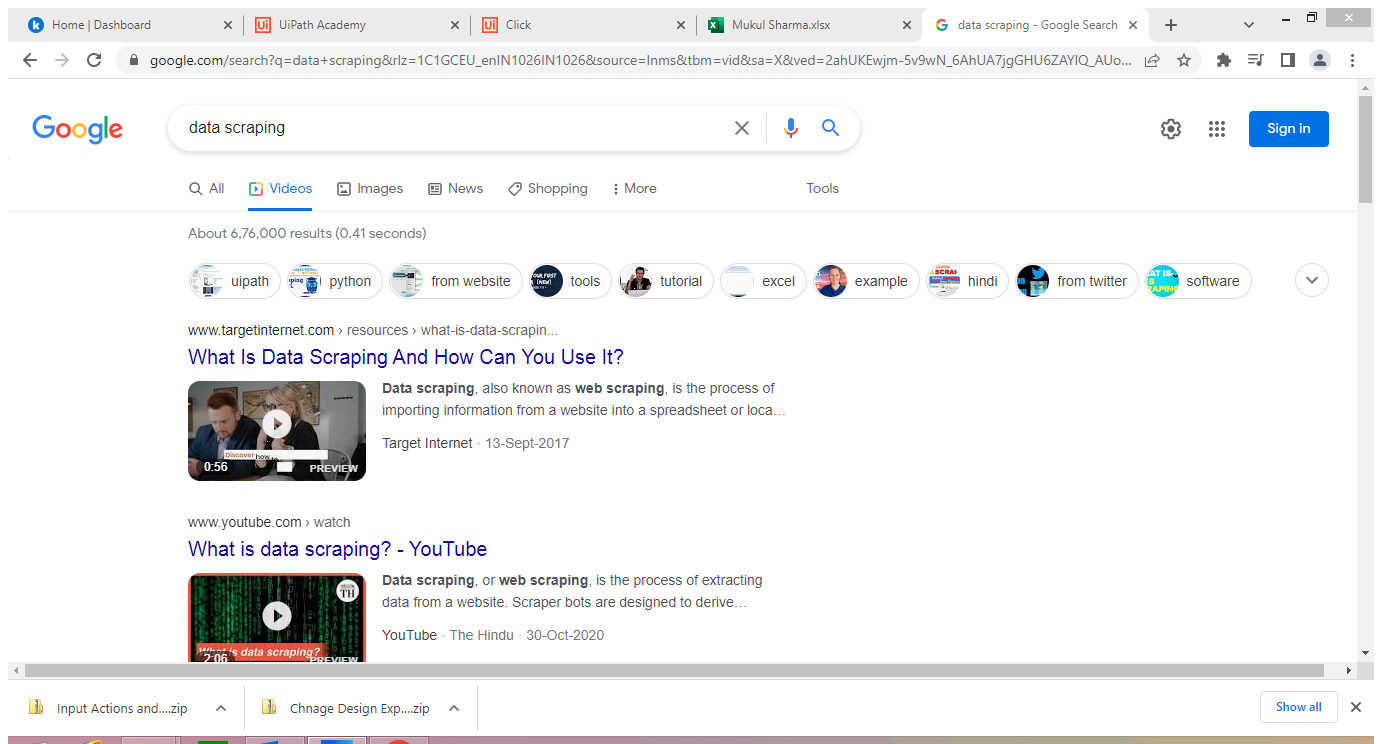 Home | Dashboard
UiPath Academy
Click
Mukul Sharma.xlsx
data scraping - Google Search
google.com/search?q=data+scraping&rlz=1C1GCEU_enIN1026IN1026&source=lnms&tbm=vid&sa=X&ved=2ahUKEwjm-5v9wN_6AhUA7jgGHU6ZAYIQ_AUo...
Google
data scraping
Sign in
All
Videos
Images
News
Shopping
More
Tools
About 6,76,000 results (0.41 seconds)
uipath
python
from website
tools
tutorial
excel
example
hindi
from twitter
software
www.targetinternet.com › resources › what-is-data-scrapin...
What Is Data Scraping And How Can You Use It?
Data scraping, also known as web scraping, is the process of
importing information from a website into a spreadsheet or loca...
Target Internet · 13-Sept-2017
Discover how to
0:56
PREVIEW
www.youtube.com › watch
What is data scraping? - YouTube
Data scraping, or web scraping, is the process of extracting
data from a website. Scraper bots are designed to derive...
YouTube · The Hindu · 30-Oct-2020
TH
What is data scraping?
2:06
PREVIEW
Input Actions and....zip
Chnage Design Exp....zip
Show all